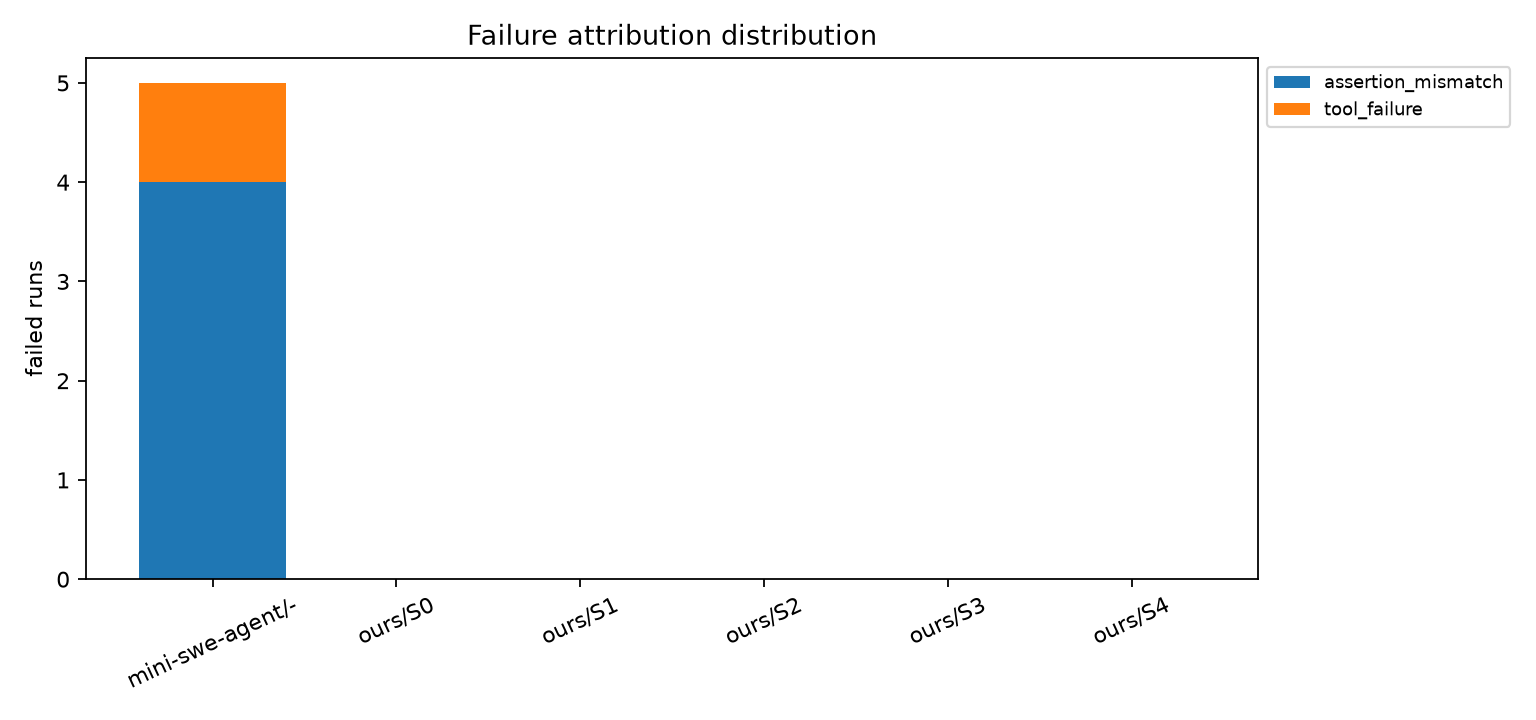 Failure attribution distribution
assertion_mismatch
tool_failure
failed runs
5
4
3
2
1
0
mini-swe-agent/-
ours/S0
ours/S1
ours/S2
ours/S3
ours/S4